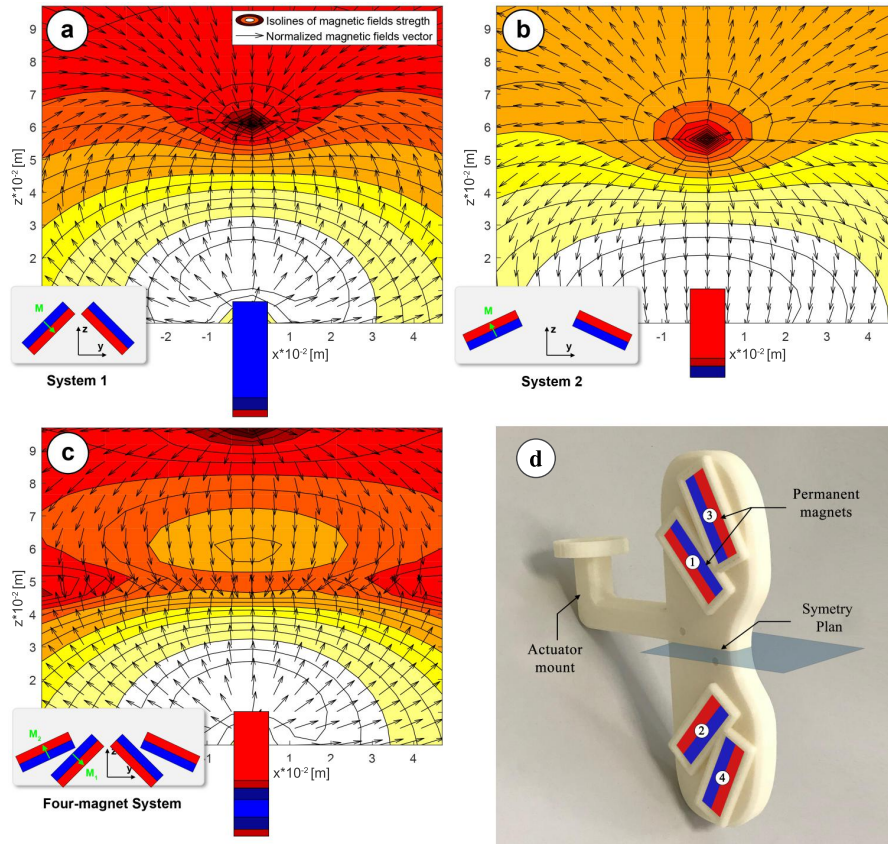 a
Isolines of magnetic fields stregth
Normalized magnetic fields vector
9
8
7
6
5
4
3
2
z*10⁻² [m]
-2 -1 1 2 3 4
x*10⁻² [m]
M
z
y
System 1
b
9
8
7
6
5
4
3
2
z*10⁻² [m]
-2 -1 1 2 3 4
x*10⁻² [m]
M
z
y
System 2
c
9
8
7
6
5
4
3
2
z*10⁻² [m]
-2 -1 1 2 3 4
x*10⁻² [m]
M₂
M₁
z
y
Four-magnet System
d
3
1
Permanent
magnets
Symetry
Plan
Actuator
mount
2
4